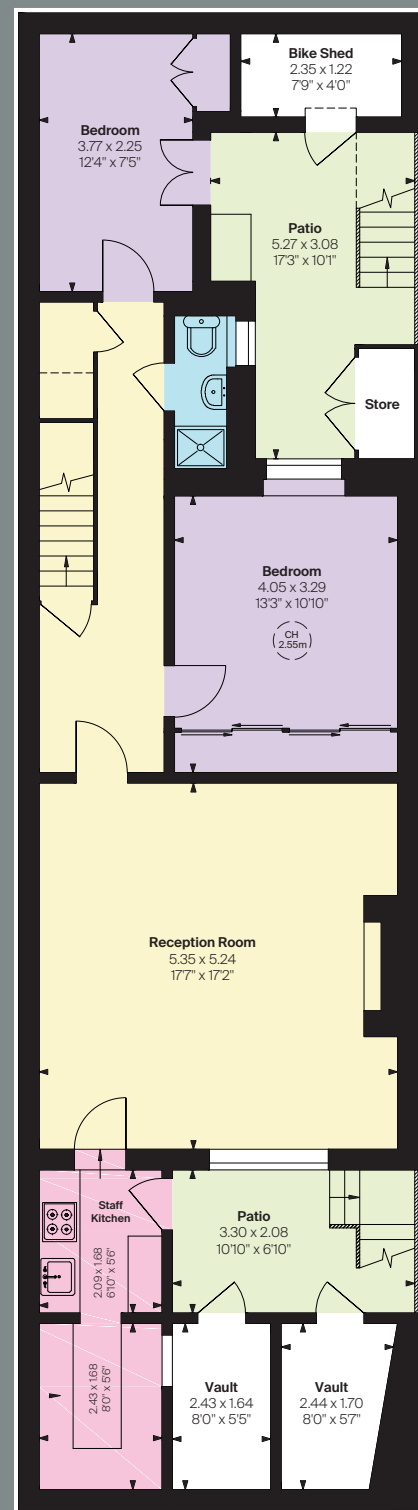 Bike Shed
2.35 x 1.22
7'9" x 4'0"
Bedroom
3.77 x 2.25
12'4" x 7'5"
Patio
5.27 x 3.08
17'3" x 10'1"
Store
Bedroom
4.05 x 3.29
13'3" x 10'10"
CH
2.55m
Reception Room
5.35 x 5.24
17'7" x 17'2"
Staff
Kitchen
2.09 x 1.68
6'10" x 5'6"
Patio
3.30 x 2.08
10'10" x 6'10"
2.43 x 1.68
8'0" x 5'6"
Vault
2.43 x 1.64
8'0" x 5'5"
Vault
2.44 x 1.70
8'0" x 5'7"